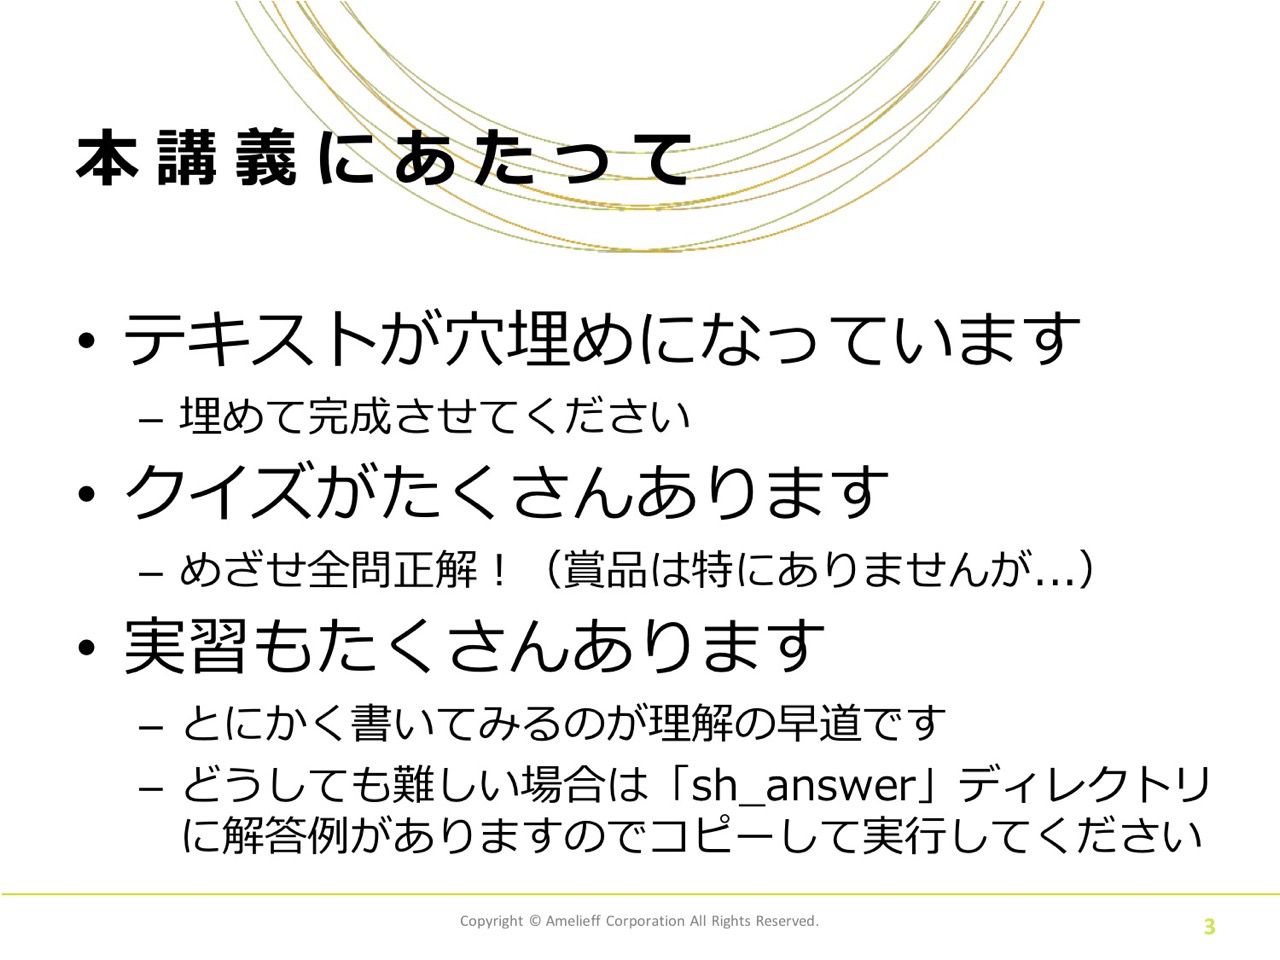 本講義にあたって
• テキストが穴埋めになっています
– 埋めて完成させてください
• クイズがたくさんあります
– めざせ全問正解！（賞品は特にありませんが…）
• 実習もたくさんあります
– とにかく書いてみるのが理解の早道です
– どうしても難しい場合は「sh_answer」ディレクトリ
に解答例がありますのでコピーして実行してください
Copyright © Amelieff Corporation All Rights Reserved.
3